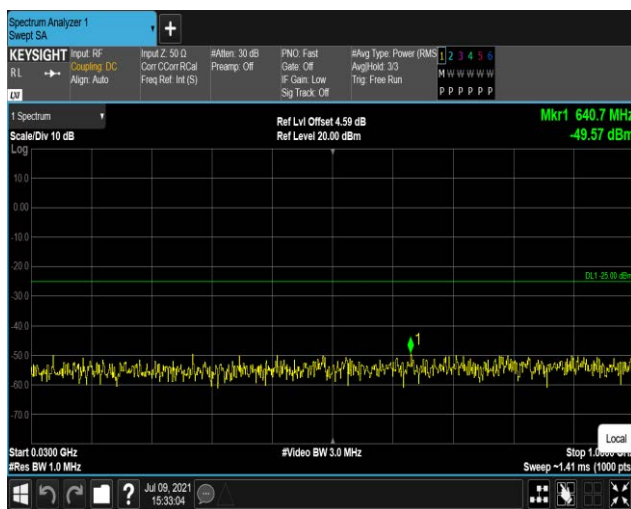 Spectrum Analyzer 1
Swept SA
+
KEYSIGHT
RL
LXI
Input: RF
Coupling: DC
Align: Auto
Input Z: 50 Ω
Corr CCorr RCal
Freq Ref: Int (S)
#Atten: 30 dB
Preamp: Off
PNO: Fast
Gate: Off
IF Gain: Low
Sig Track: Off
#Avg Type: Power (RMS
Avg|Hold: 3/3
Trig: Free Run
1 2 3 4 5 6
M W W W W W
P P P P P P
1 Spectrum
Scale/Div 10 dB
Log
Ref Lvl Offset 4.59 dB
Ref Level 20.00 dBm
Mkr1 640.7 MHz
-49.57 dBm
10.0
0.00
-10.0
-20.0
DL1 -25.00 dBm
-30.0
-40.0
1
-50.0
-60.0
-70.0
Local
Start 0.0300 GHz
#Res BW 1.0 MHz
#Video BW 3.0 MHz
Stop
Sweep ~1.41 ms (1000 pts
?
Jul 09, 2021
15:33:04